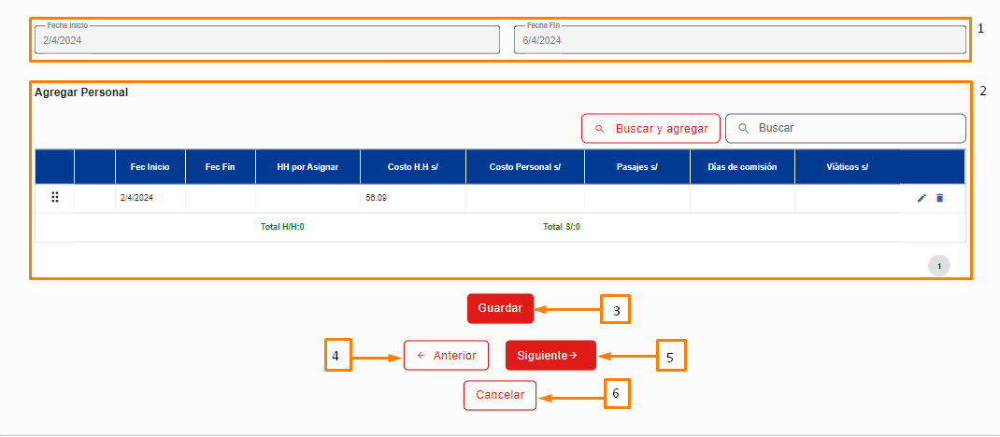 Fecha Inicio Fecha Fin
2/4/2024 6/4/2024 1
Agregar Personal 2
Buscar y agregar Buscar
Fec Inicio Fec Fin HH por Asignar Costo H.H s/ Costo Personal s/ Pasajes s/ Días de comisión Viáticos s/
2/4/2024 56.09
Total H/H:0 Total S/:0
1
Guardar 3
4 ← Anterior Siguiente→ 5
Cancelar 6